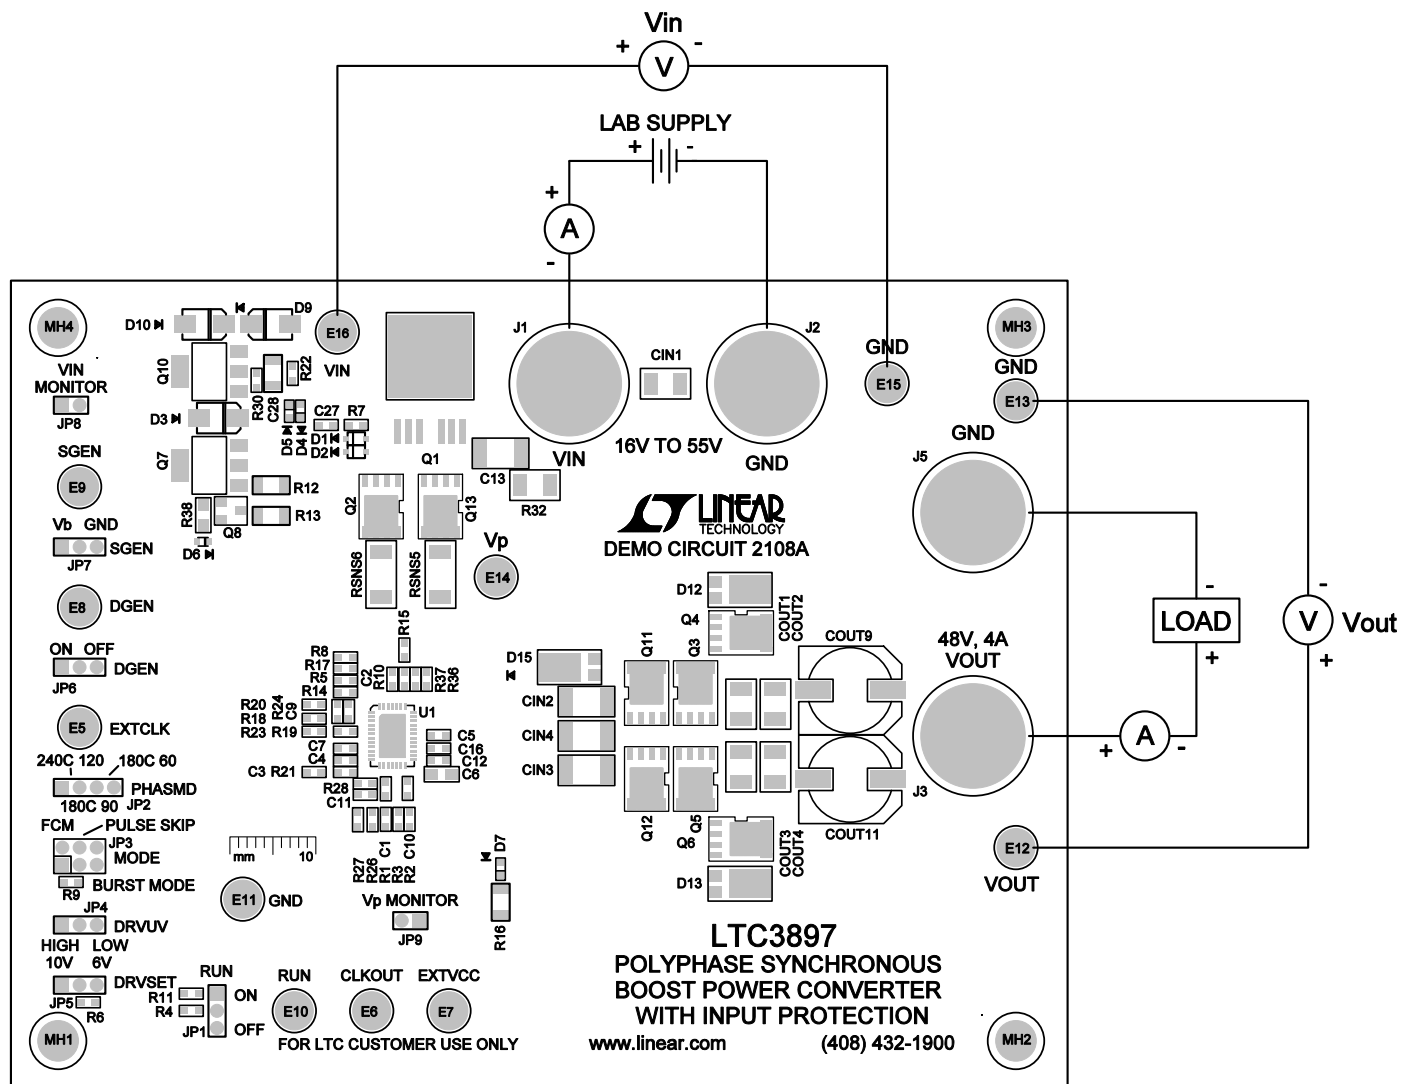 Vin
+ V -
LAB SUPPLY
+ -
+
A
-
MH4
D10
D9
E16
VIN
J1
J2
CIN1
GND
E15
MH3
GND
E13
VIN
MONITOR
JP8
Q10
R30
C28
R22
D3
D5
D4
C27
R7
D1
D2
Q1
16V TO 55V
VIN
GND
C13
R32
GND
J5
SGEN
E9
Q7
R12
R13
R38
Q8
D6
Q2
Q13
Vb GND
SGEN
JP7
RSNS6
RSNS5
Vp
E14
LINEAR
TECHNOLOGY
DEMO CIRCUIT 2108A
E8
DGEN
ON OFF
DGEN
JP6
E5
EXTCLK
R15
R8
R17
R5
R14
C2
R10
R37
R36
R20
R18
R23
R24
C9
R19
U1
C7
C4
C3
R21
C5
C16
C12
C6
R28
C11
R27
R26
R1
C1
R3
R2
C10
D12
Q4
COUT1
COUT2
D15
Q11
Q3
COUT9
CIN2
CIN4
CIN3
Q12
Q5
Q6
COUT3
COUT4
D13
COUT11
48V, 4A
VOUT
J3
-
LOAD
+
-
V
Vout
+
+ A -
E12
VOUT
240C 120
180C 60
PHASMD
180C 90
JP2
FCM
PULSE SKIP
JP3
MODE
BURST MODE
R9
mm 10
E11
GND
Vp MONITOR
JP9
D7
R16
JP4
DRVUV
HIGH LOW
10V 6V
DRVSET
JP5
R6
RUN
R11
ON
R4
JP1
OFF
RUN
E10
CLKOUT
E6
EXTVCC
E7
FOR LTC CUSTOMER USE ONLY
LTC3897
POLYPHASE SYNCHRONOUS
BOOST POWER CONVERTER
WITH INPUT PROTECTION
www.linear.com (408) 432-1900
MH1
MH2